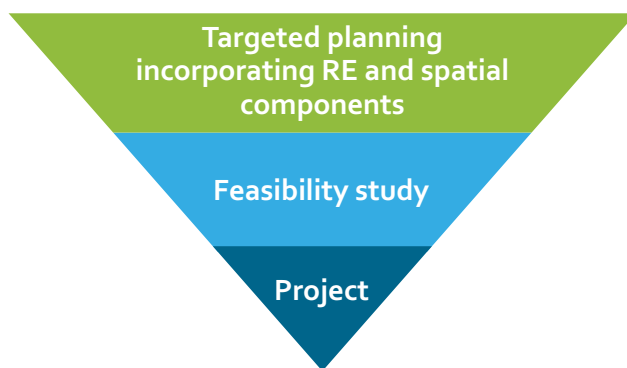 Targeted planning
incorporating RE and spatial
components
Feasibility study
Project